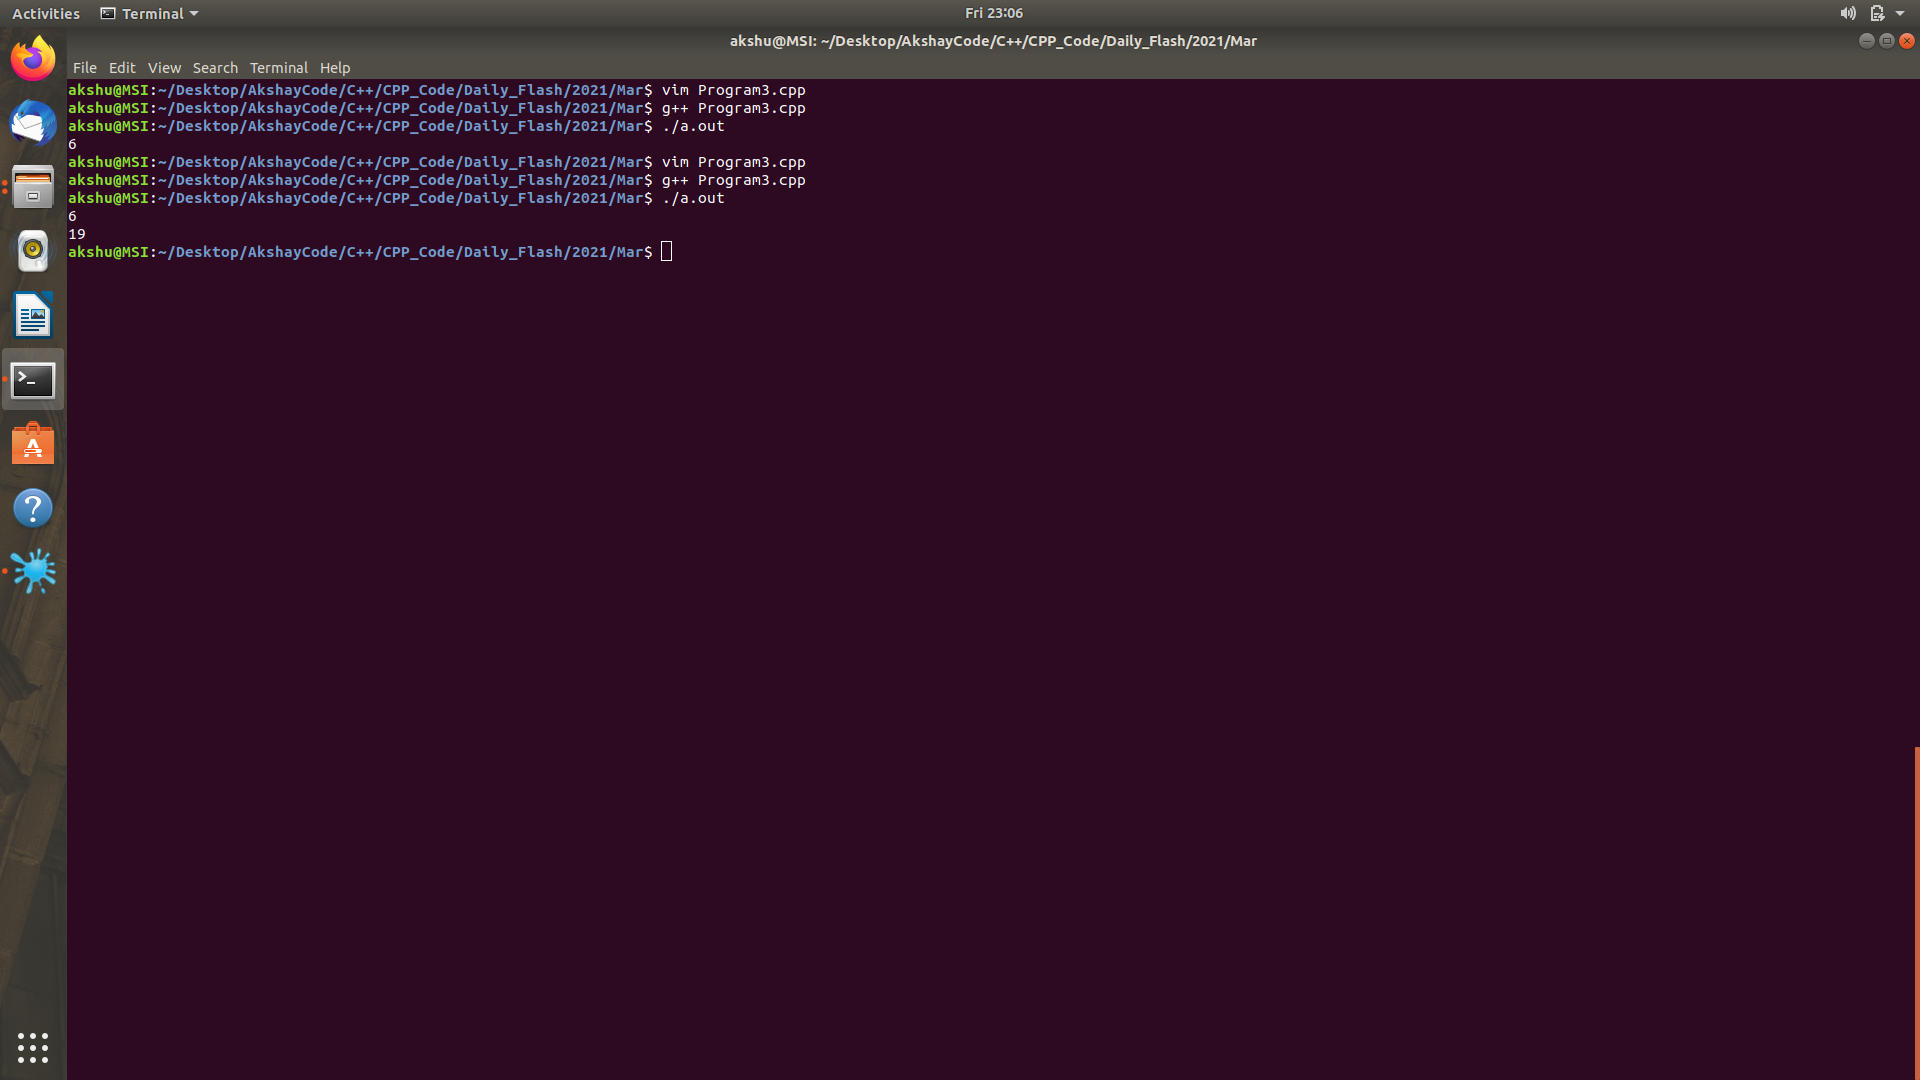 Activities
Terminal
Fri 23:06
akshu@MSI: ~/Desktop/AkshayCode/C++/CPP_Code/Daily_Flash/2021/Mar
File Edit View Search Terminal Help
akshu@MSI:~/Desktop/AkshayCode/C++/CPP_Code/Daily_Flash/2021/Mar$ vim Program3.cpp
akshu@MSI:~/Desktop/AkshayCode/C++/CPP_Code/Daily_Flash/2021/Mar$ g++ Program3.cpp
akshu@MSI:~/Desktop/AkshayCode/C++/CPP_Code/Daily_Flash/2021/Mar$ ./a.out
6
akshu@MSI:~/Desktop/AkshayCode/C++/CPP_Code/Daily_Flash/2021/Mar$ vim Program3.cpp
akshu@MSI:~/Desktop/AkshayCode/C++/CPP_Code/Daily_Flash/2021/Mar$ g++ Program3.cpp
akshu@MSI:~/Desktop/AkshayCode/C++/CPP_Code/Daily_Flash/2021/Mar$ ./a.out
6
19
akshu@MSI:~/Desktop/AkshayCode/C++/CPP_Code/Daily_Flash/2021/Mar$